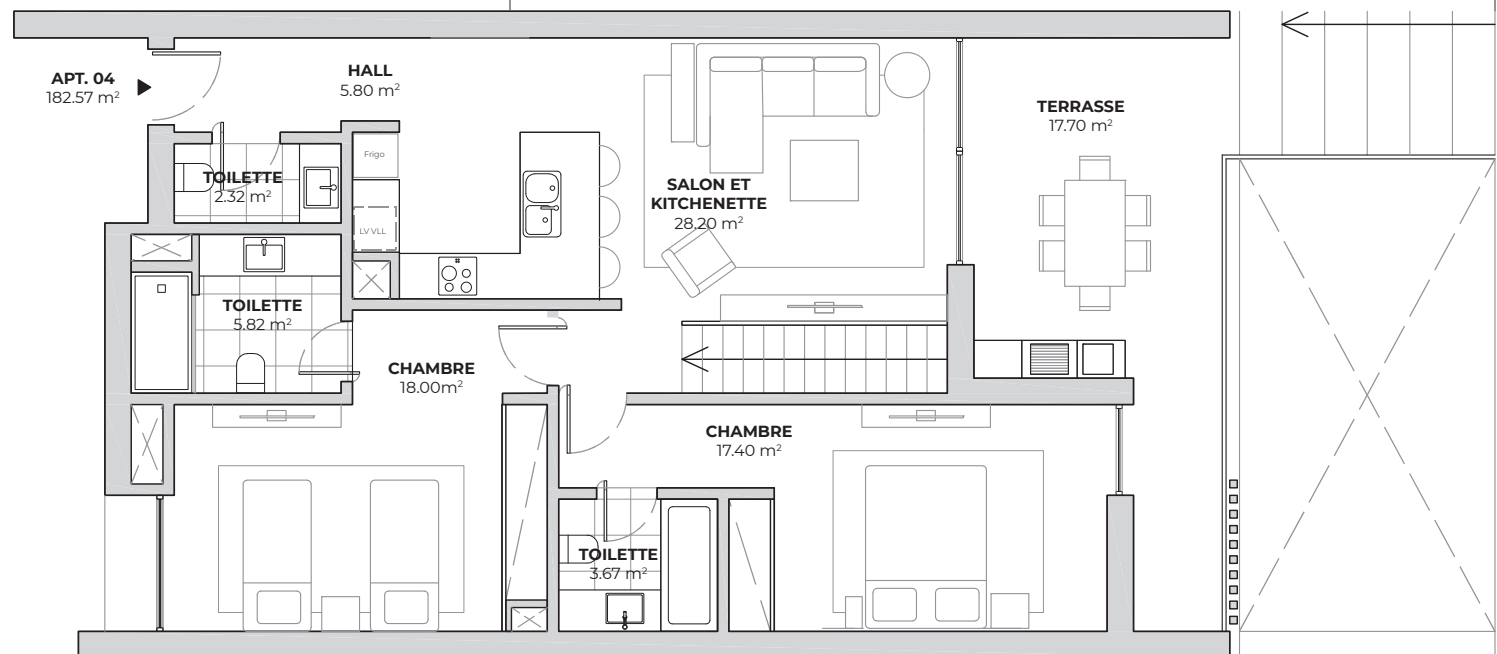 APT. 04
182.57 m²
HALL
5.80 m²
TERRASSE
17.70 m²
Frigo
TOILETTE
2.32 m²
SALON ET
KITCHENETTE
28.20 m²
LV VLL
TOILETTE
5.82 m²
CHAMBRE
18.00m²
CHAMBRE
17.40 m²
TOILETTE
3.67 m²